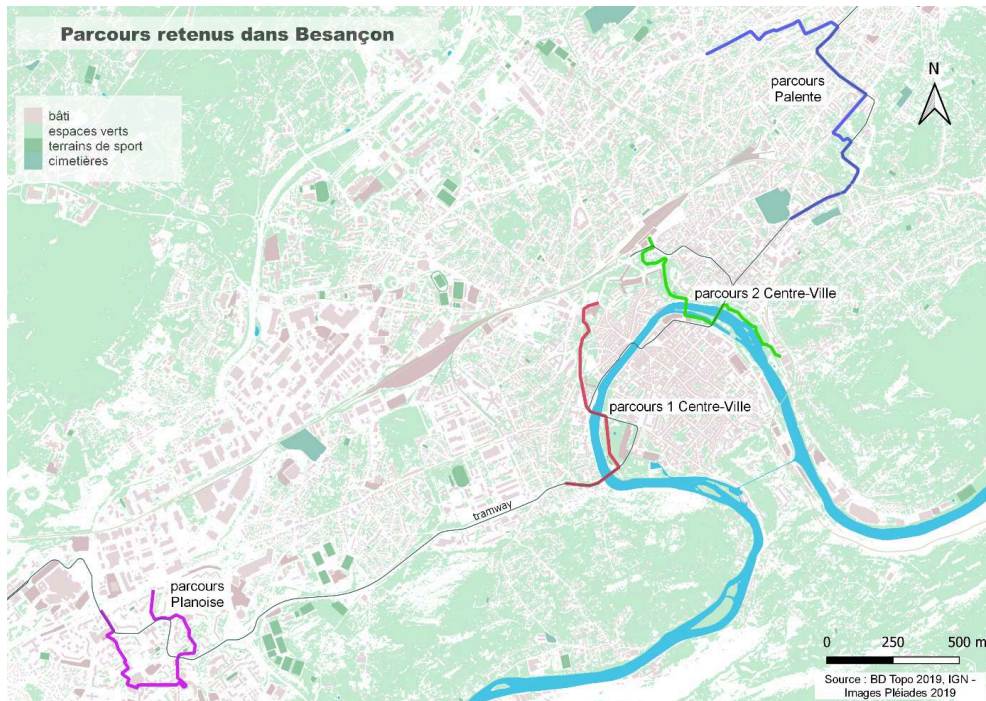 Parcours retenus dans Besançon
bâti
espaces verts
terrains de sport
cimetières
parcours
Palente
N
parcours 2 Centre-Ville
parcours 1 Centre-Ville
tramway
parcours
Planoise
0 250 500 m
Source : BD Topo 2019, IGN -
Images Pléiades 2019